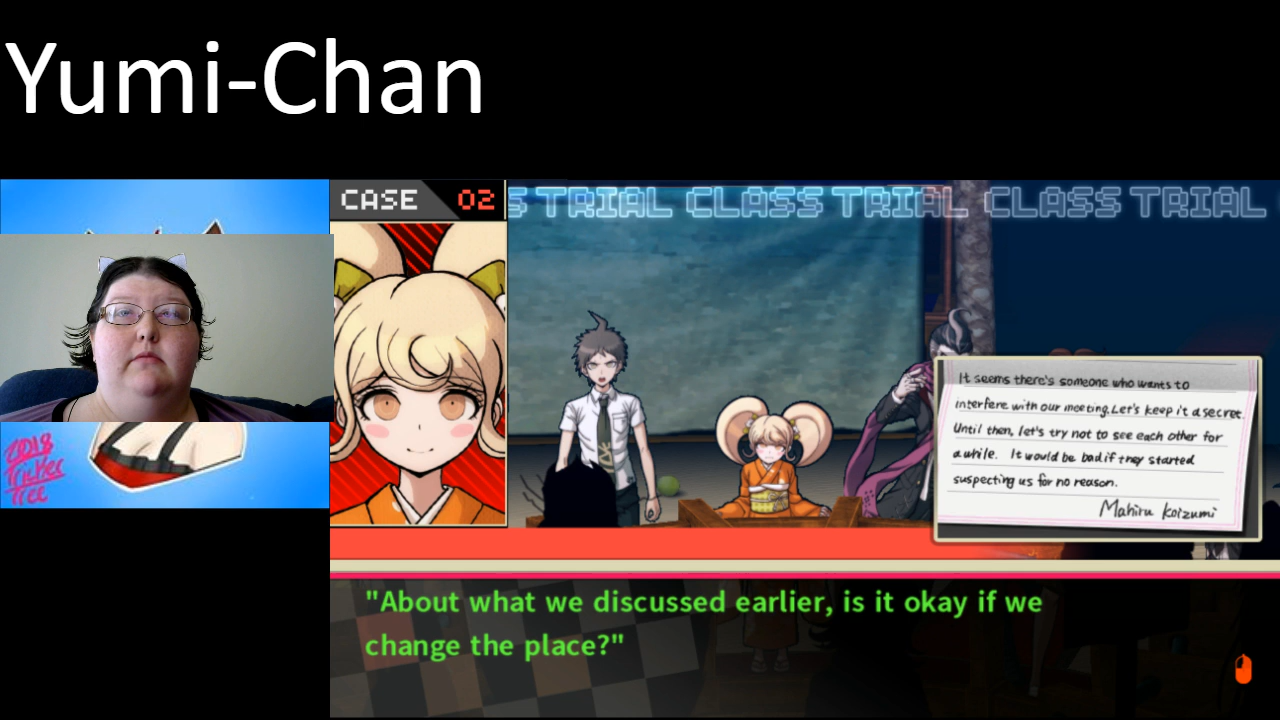 Yumi-Chan
CASE 02
S TRIAL CLASS TRIAL CLASS TRIAL
It seems there's someone who wants to
interfere with our meeting. Let's keep it a secret.
Until then, let's try not to see each other for
a while. It would be bad if they started
suspecting us for no reason.
Mahiru Koizumi
2018
Tricker
Tree
"About what we discussed earlier, is it okay if we
change the place?"